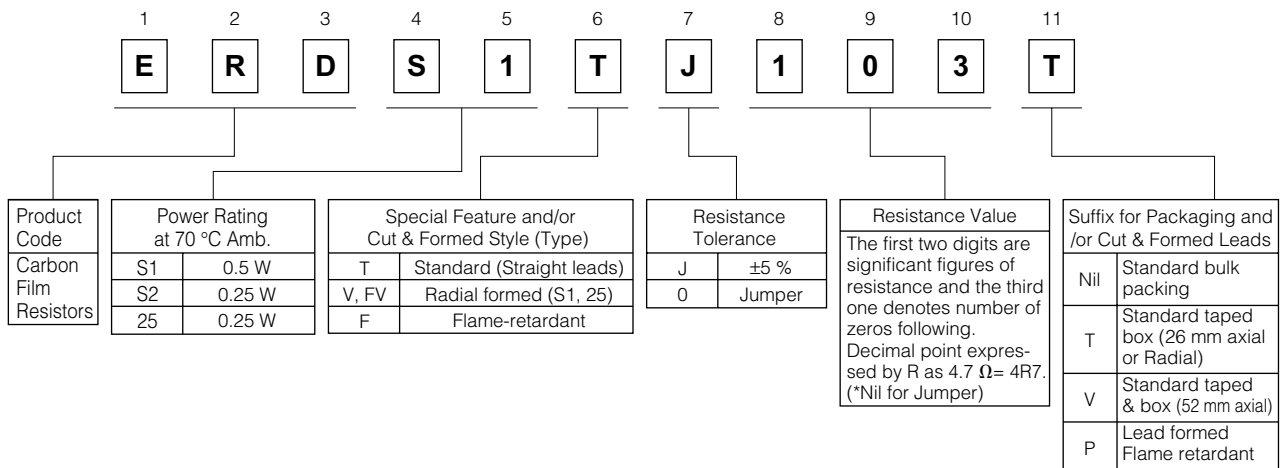 1 2 3 4 5 6 7 8 9 10 11
E R D S 1 T J 1 0 3 T
Product
Code
Carbon
Film
Resistors
Power Rating
at 70 °C Amb.
S1 0.5 W
S2 0.25 W
25 0.25 W
Special Feature and/or
Cut & Formed Style (Type)
T Standard (Straight leads)
V, FV Radial formed (S1, 25)
F Flame-retardant
Resistance
Tolerance
J ±5 %
0 Jumper
Resistance Value
The first two digits are
significant figures of
resistance and the third
one denotes number of
zeros following.
Decimal point expres-
sed by R as 4.7 Ω= 4R7.
(*Nil for Jumper)
Suffix for Packaging and
/or Cut & Formed Leads
Nil Standard bulk
packing
T Standard taped
box (26 mm axial
or Radial)
V Standard taped
& box (52 mm axial)
P Lead formed
Flame retardant